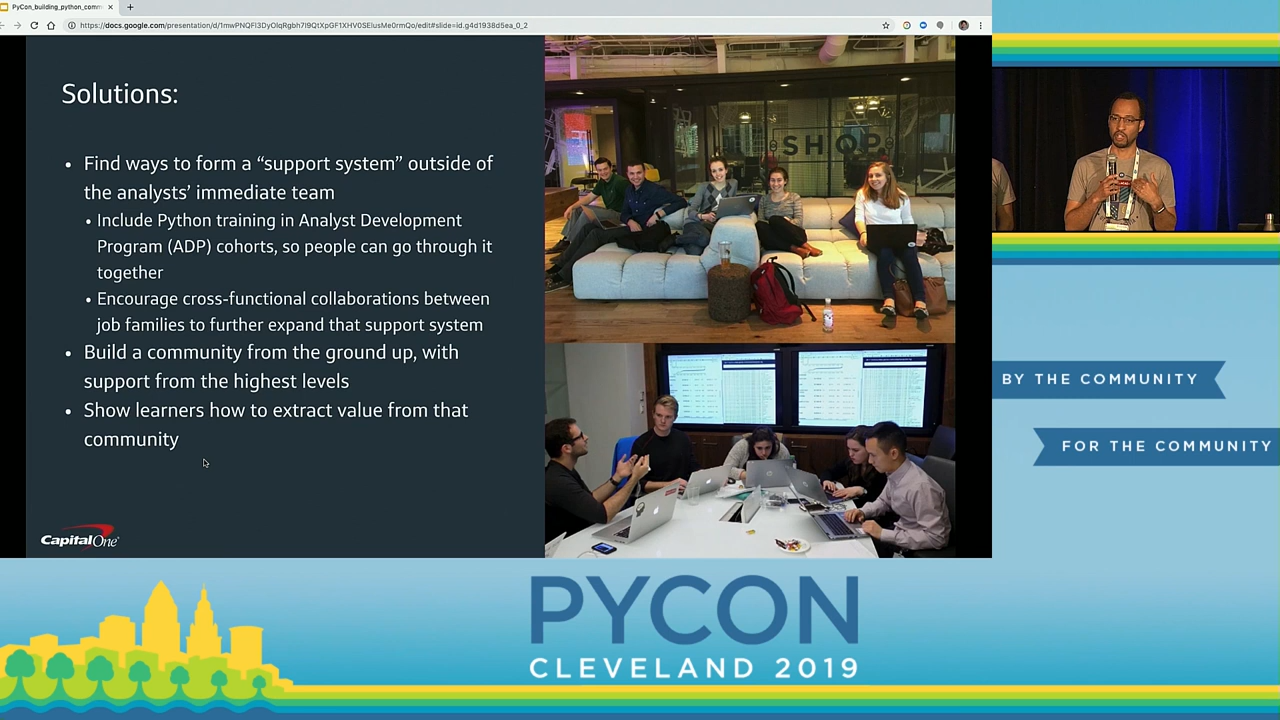 PyCon_building_python_comm
https://docs.google.com/presentation/d/1mwPNQFl3DyOlqRgbh7l9QtXpGF1XHV0SElusMe0rmQo/edit#slide=id.g4d1938d5ea_0_2
Solutions:
• Find ways to form a “support system” outside of
the analysts’ immediate team
• Include Python training in Analyst Development
Program (ADP) cohorts, so people can go through it
together
• Encourage cross-functional collaborations between
job families to further expand that support system
• Build a community from the ground up, with
support from the highest levels
• Show learners how to extract value from that
community
CapitalOne
SHOP
BY THE COMMUNITY
FOR THE COMMUNITY
PYCON
CLEVELAND 2019